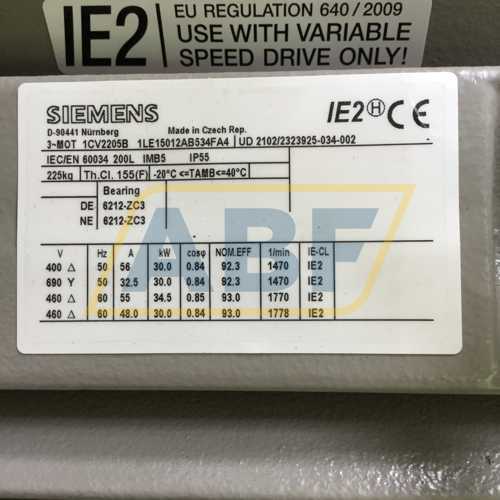 IE2
EU REGULATION 640 / 2009
USE WITH VARIABLE
SPEED DRIVE ONLY!
SIEMENS
IE2 H CE
D-90441 Nürnberg Made in Czech Rep.
3~MOT 1CV2205B 1LE15012AB534FA4 UD 2102/2323925-034-002
IEC/EN 60034 200L IMB5 IP55
225kg Th.Cl. 155(F) -20°C <=TAMB<=40°C
Bearing
DE 6212-ZC3
NE 6212-ZC3
V Hz A kW cosφ NOM.EFF 1/min IE-CL
400 Δ 50 56 30.0 0.84 92.3 1470 IE2
690 Y 50 32.5 30.0 0.84 92.3 1470 IE2
460 Δ 60 55 34.5 0.85 93.0 1770 IE2
460 Δ 60 48.0 30.0 0.84 93.0 1778 IE2
ABF